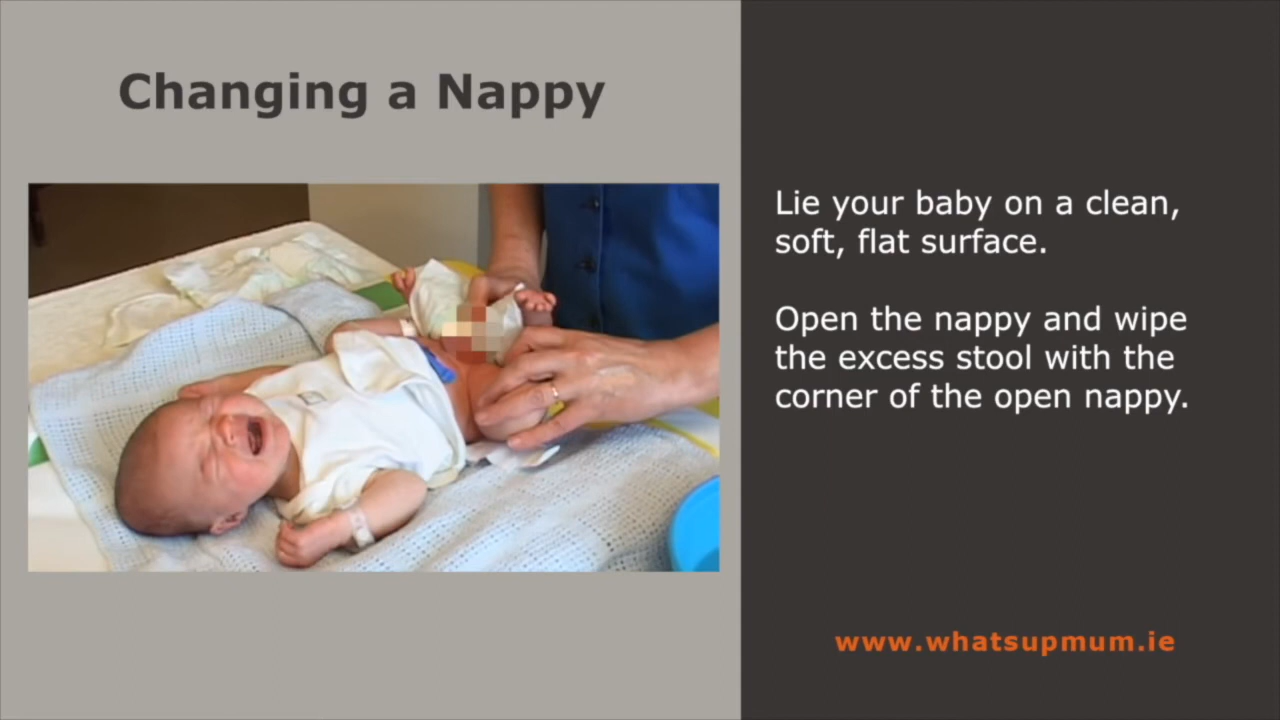 Changing a Nappy
Lie your baby on a clean,
soft, flat surface.
Open the nappy and wipe
the excess stool with the
corner of the open nappy.
www.whatsupmum.ie